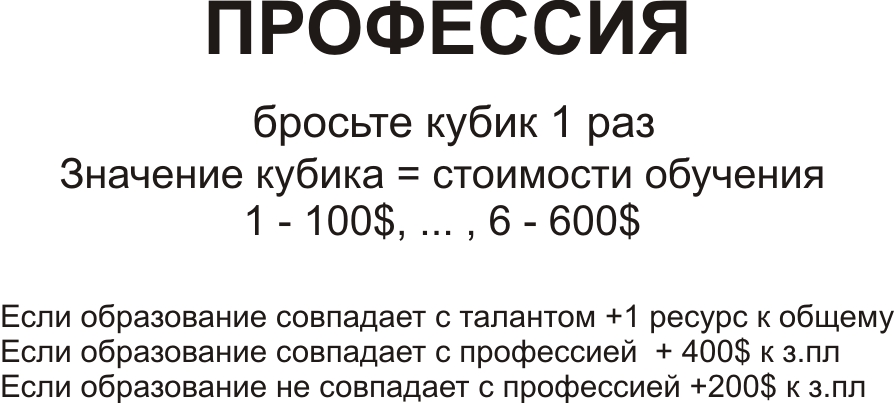 ПРОФЕССИЯ
бросьте кубик 1 раз
Значение кубика = стоимости обучения
1 - 100$, ... , 6 - 600$
Если образование совпадает с талантом +1 ресурс к общему
Если образование совпадает с профессией + 400$ к з.пл
Если образование не совпадает с профессией +200$ к з.пл